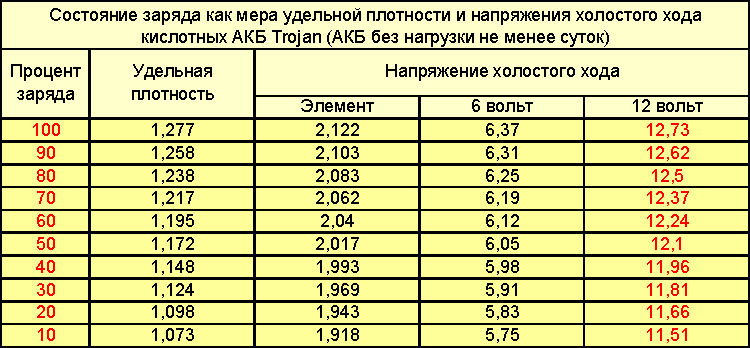 Состояние заряда как мера удельной плотности и напряжения холостого хода
кислотных АКБ Trojan (АКБ без нагрузки не менее суток)
Процент заряда Удельная плотность Напряжение холостого хода
Элемент 6 вольт 12 вольт
100 1,277 2,122 6,37 12,73
90 1,258 2,103 6,31 12,62
80 1,238 2,083 6,25 12,5
70 1,217 2,062 6,19 12,37
60 1,195 2,04 6,12 12,24
50 1,172 2,017 6,05 12,1
40 1,148 1,993 5,98 11,96
30 1,124 1,969 5,91 11,81
20 1,098 1,943 5,83 11,66
10 1,073 1,918 5,75 11,51